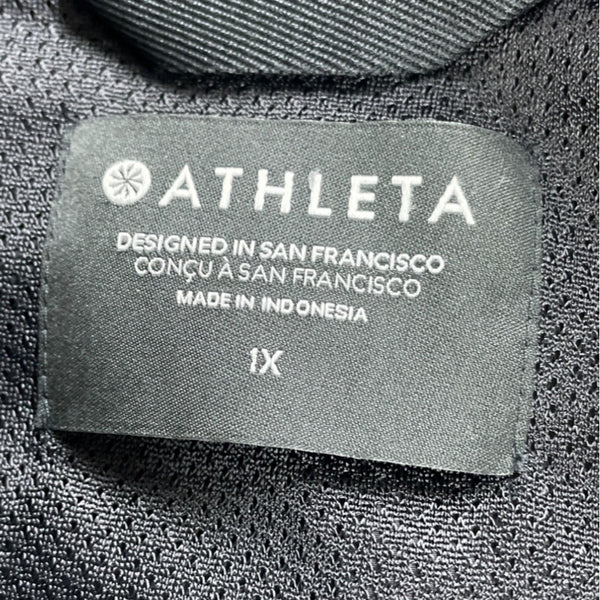 ATHLETA
DESIGNED IN SAN FRANCISCO
CONÇU À SAN FRANCISCO
MADE IN INDONESIA
1X